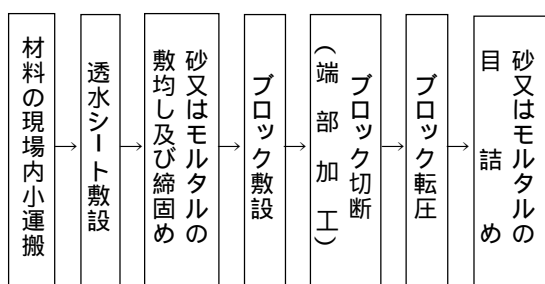 材料の現場内小運搬
透水シート敷設
砂又はモルタルの
敷均し及び締固め
ブロック敷設
ブロック切断
(端部加工)
ブロック転圧
砂又はモルタルの
目詰め